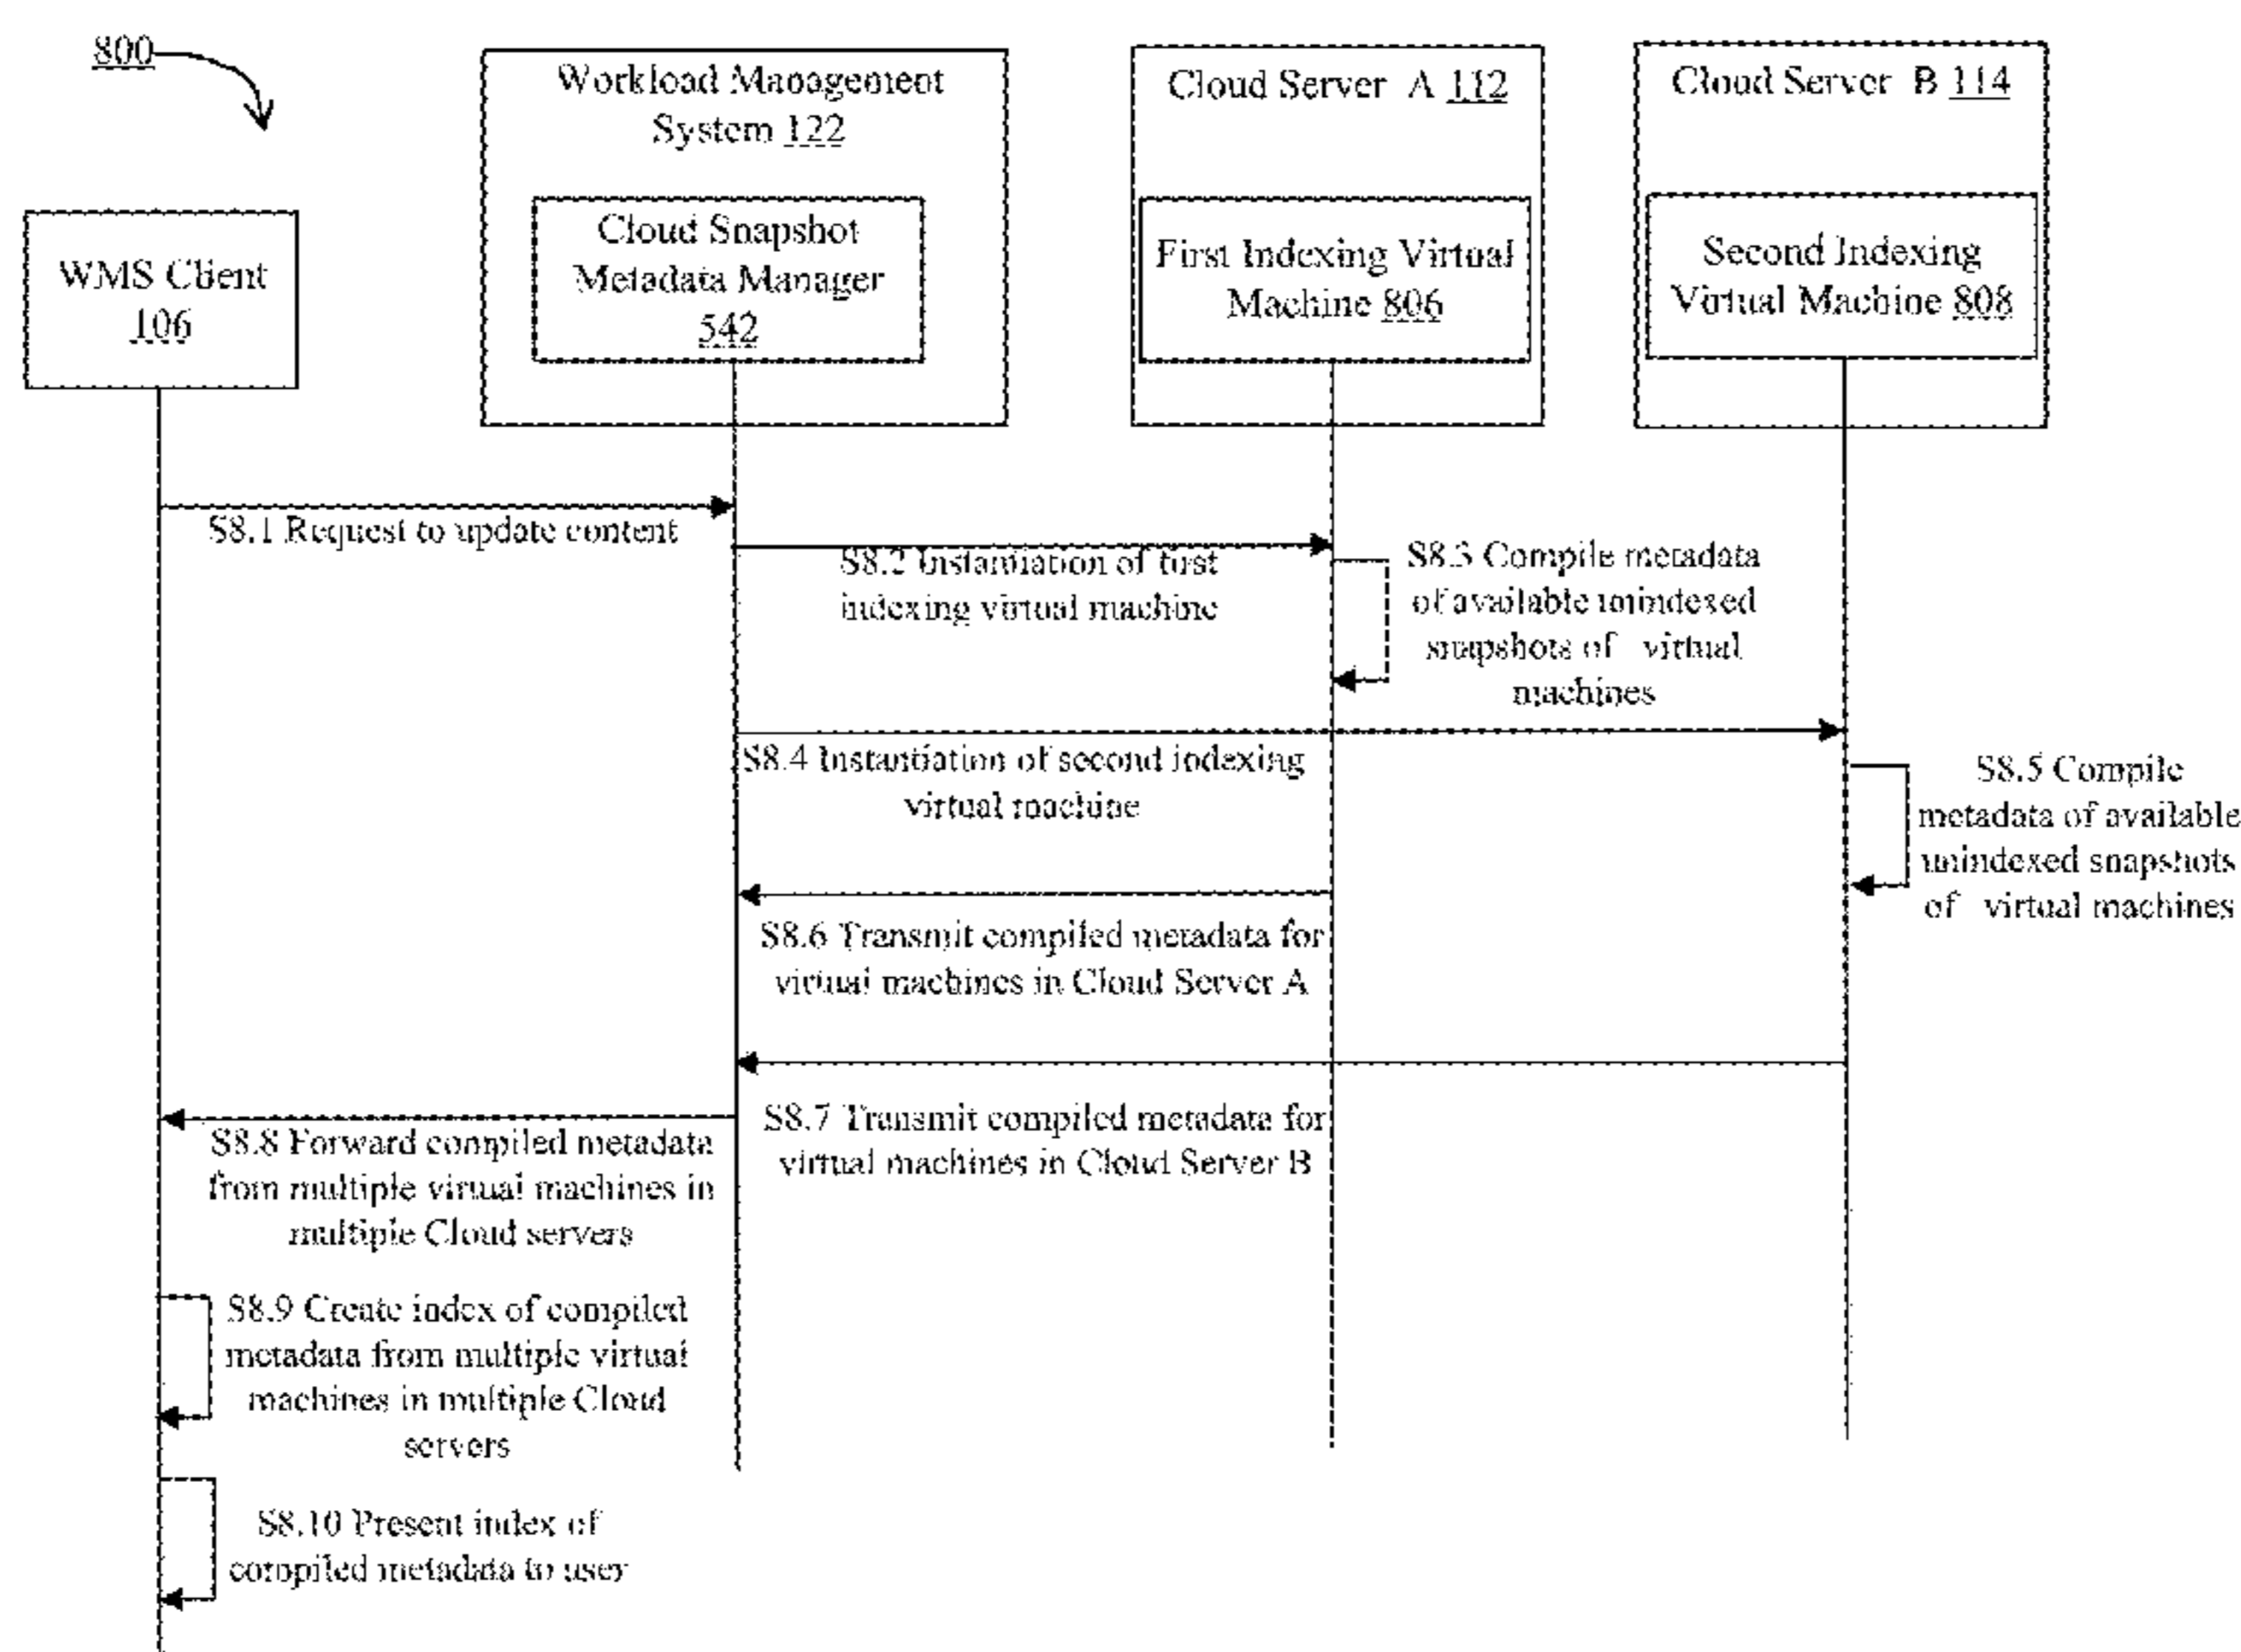 800
Workload Management
System 122
Cloud Server A 112
Cloud Server B 114
WMS Client
106
Cloud Snapshot
Metadata Manager
542
First Indexing Virtual
Machine 806
Second Indexing
Virtual Machine 808
S8.1 Request to update content
S8.2 Instantiation of first
indexing virtual machine
S8.3 Compile metadata
of available unindexed
snapshots of virtual
machines
S8.4 Instantiation of second indexing
virtual machine
S8.5 Compile
metadata of available
unindexed snapshots
of virtual machines
S8.6 Transmit compiled metadata for
virtual machines in Cloud Server A
S8.7 Transmit compiled metadata for
virtual machines in Cloud Server B
S8.8 Forward compiled metadata
from multiple virtual machines in
multiple Cloud servers
S8.9 Create index of compiled
metadata from multiple virtual
machines in multiple Cloud
servers
S8.10 Present index of
compiled metadata to user